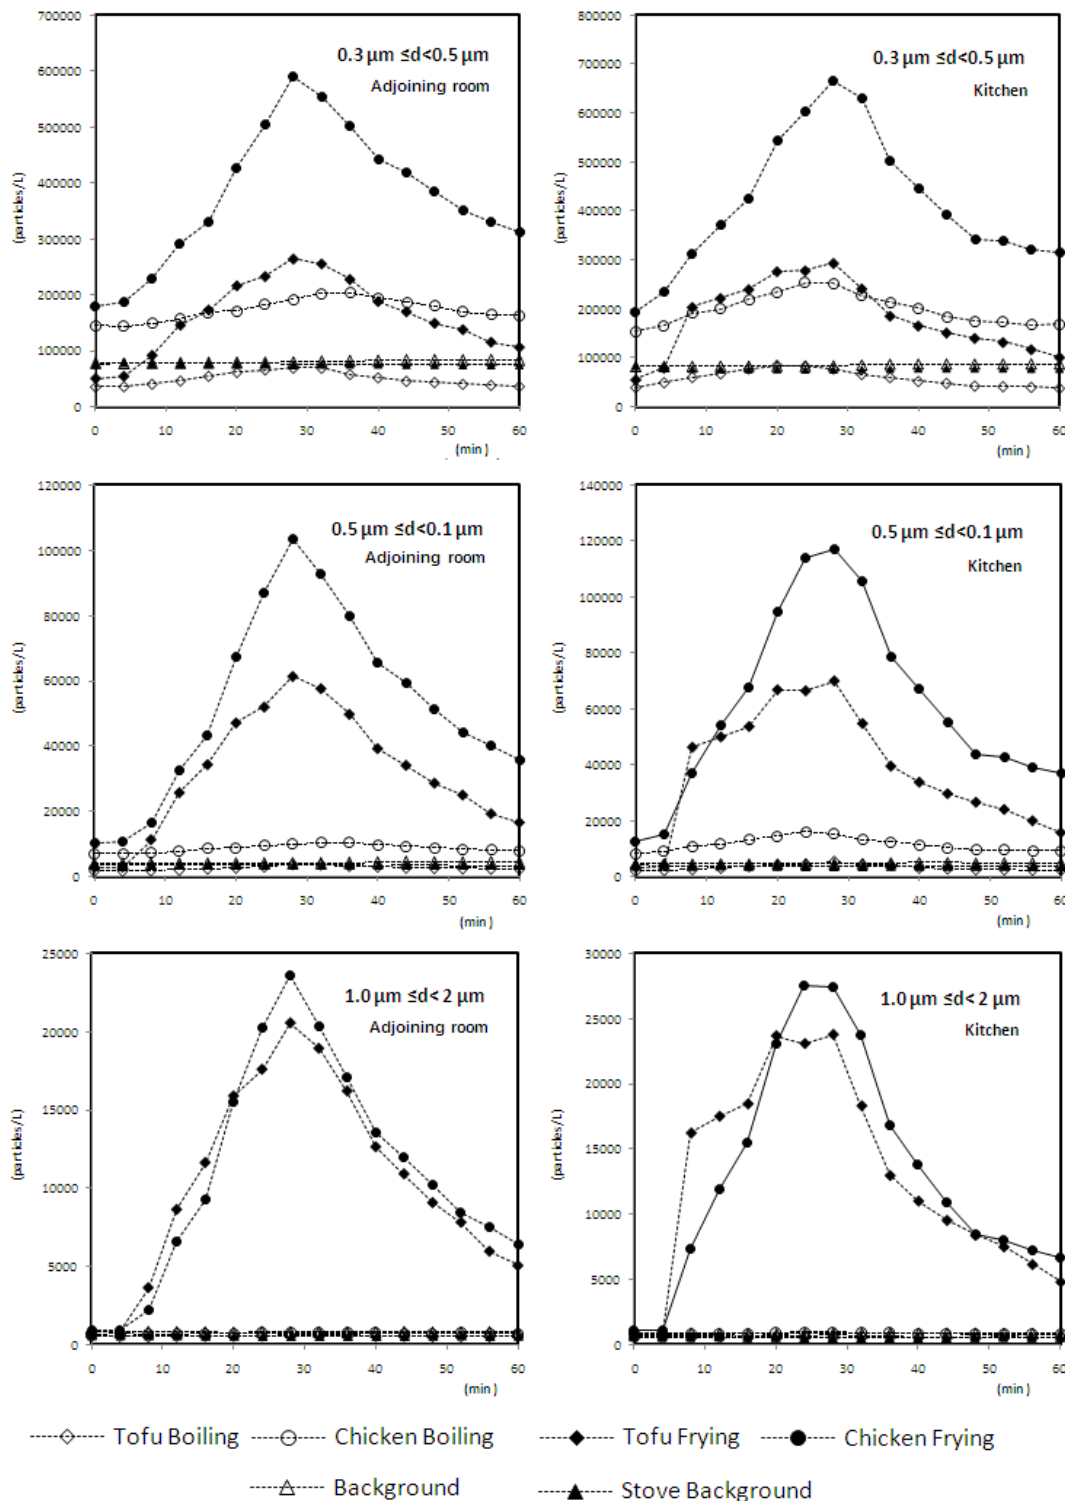 700000
600000
500000
400000
300000
200000
100000
0
(particles/L)
0.3 µm ≤d<0.5 µm
Adjoining room
0 10 20 30 40 50 60
(min )
800000
700000
600000
500000
400000
300000
200000
100000
0
(particles/L)
0.3 µm ≤d<0.5 µm
Kitchen
0 10 20 30 40 50 60
(min )
120000
100000
80000
60000
40000
20000
0
(particles/L)
0.5 µm ≤d<0.1 µm
Adjoining room
0 10 20 30 40 50 60
(min )
140000
120000
100000
80000
60000
40000
20000
0
(particles/L)
0.5 µm ≤d<0.1 µm
Kitchen
0 10 20 30 40 50 60
(min )
25000
20000
15000
10000
5000
0
(particles/L)
1.0 µm ≤d< 2 µm
Adjoining room
0 10 20 30 40 50 60
(min )
30000
25000
20000
15000
10000
5000
0
(particles/L)
1.0 µm ≤d< 2 µm
Kitchen
0 10 20 30 40 50 60
(min )
Tofu Boiling Chicken Boiling Tofu Frying Chicken Frying
Background Stove Background